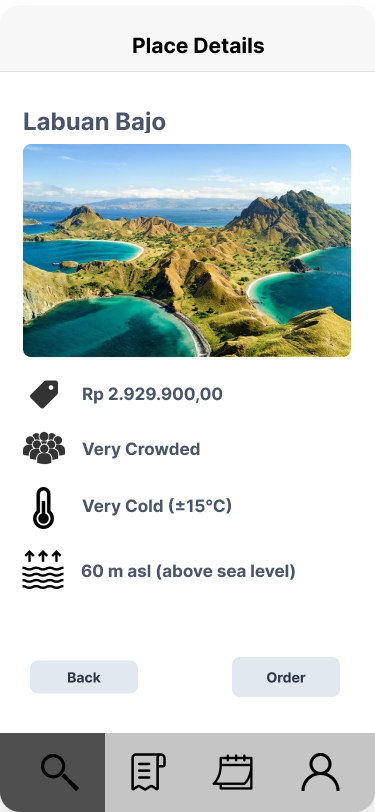 Place Details
Labuan Bajo
Rp 2.929.900,00
Very Crowded
Very Cold (±15°C)
60 m asl (above sea level)
Back
Order